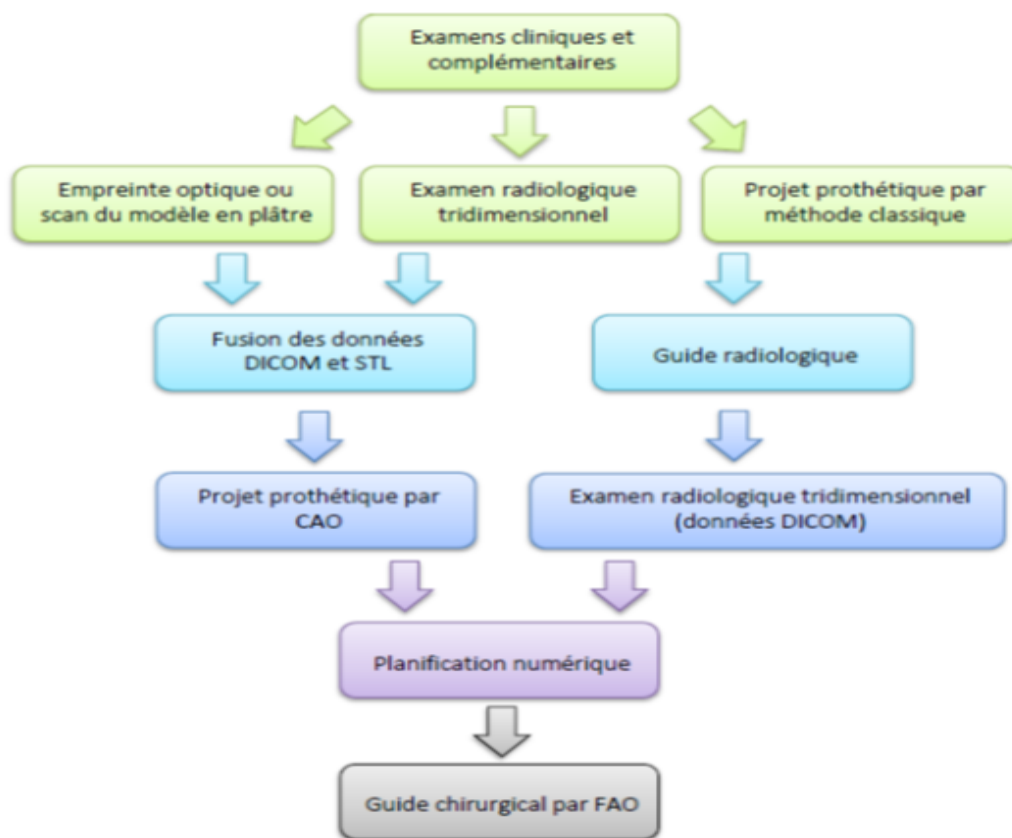 Examens cliniques et
complémentaires
Empreinte optique ou
scan du modèle en plâtre
Examen radiologique
tridimensionnel
Projet prothétique par
méthode classique
Fusion des données
DICOM et STL
Guide radiologique
Projet prothétique par
CAO
Examen radiologique tridimensionnel
(données DICOM)
Planification numérique
Guide chirurgical par FAO